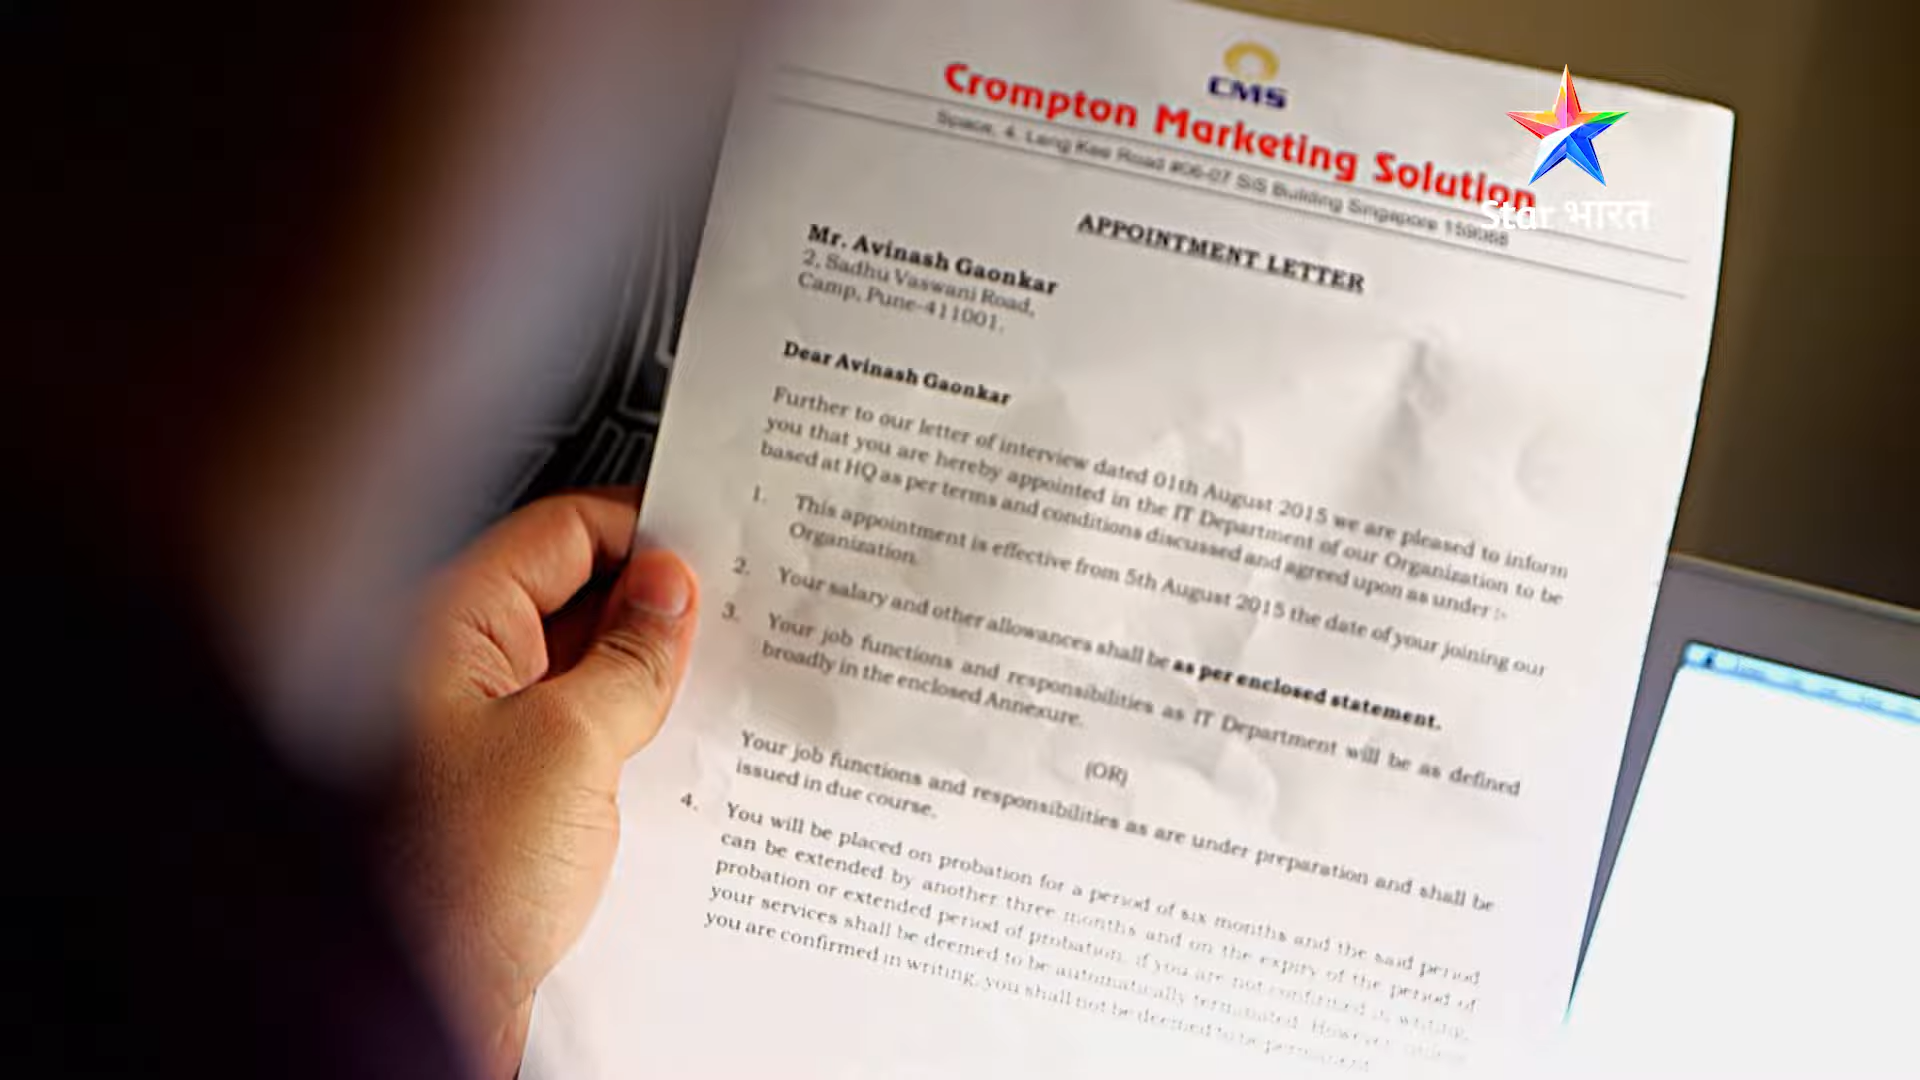 CMS
Crompton Marketing Solution
Space, 4, Leng Kee Road #06-07 SiS Building Singapore 159088
Star भारत
APPOINTMENT LETTER
Mr. Avinash Gaonkar
2, Sadhu Vaswani Road,
Camp, Pune-411001.
Dear Avinash Gaonkar
Further to our letter of interview dated 01th August 2015 we are pleased to inform
you that you are hereby appointed in the IT Department of our Organization to be
based at HQ as per terms and conditions discussed and agreed upon as under :-
1. This appointment is effective from 5th August 2015 the date of your joining our
Organization.
2. Your salary and other allowances shall be as per enclosed statement.
3. Your job functions and responsibilities as IT Department will be as defined
broadly in the enclosed Annexure.
(OR)
Your job functions and responsibilities as are under preparation and shall be
issued in due course.
4. You will be placed on probation for a period of six months and the said period
can be extended by another three months and on the expiry of the period of
probation or extended period of probation, if you are not confirmed in writing,
your services shall be deemed to be automatically terminated. However
you are confirmed in writing, you shall not be deemed to be permanent